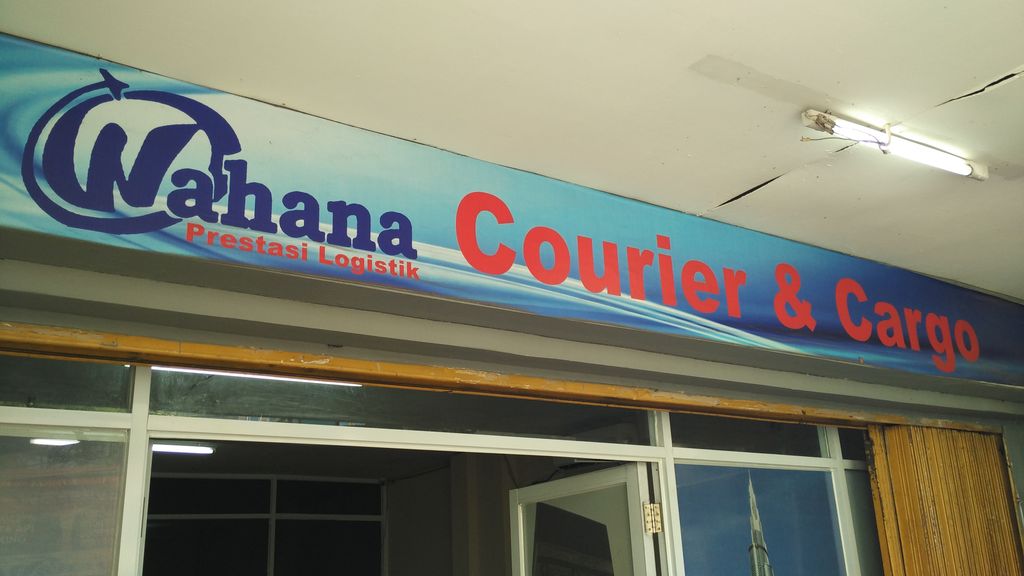 Wahana
Prestasi Logistik
Courier & Cargo